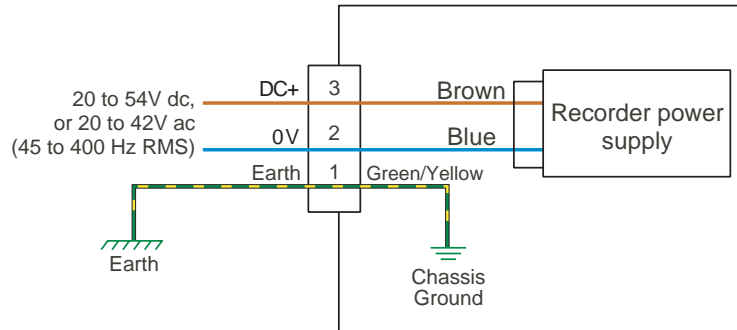 20 to 54V dc,
or 20 to 42V ac
(45 to 400 Hz RMS)
DC+
3
Brown
0V
2
Blue
Earth
1
Green/Yellow
Recorder power
supply
Earth
Chassis
Ground